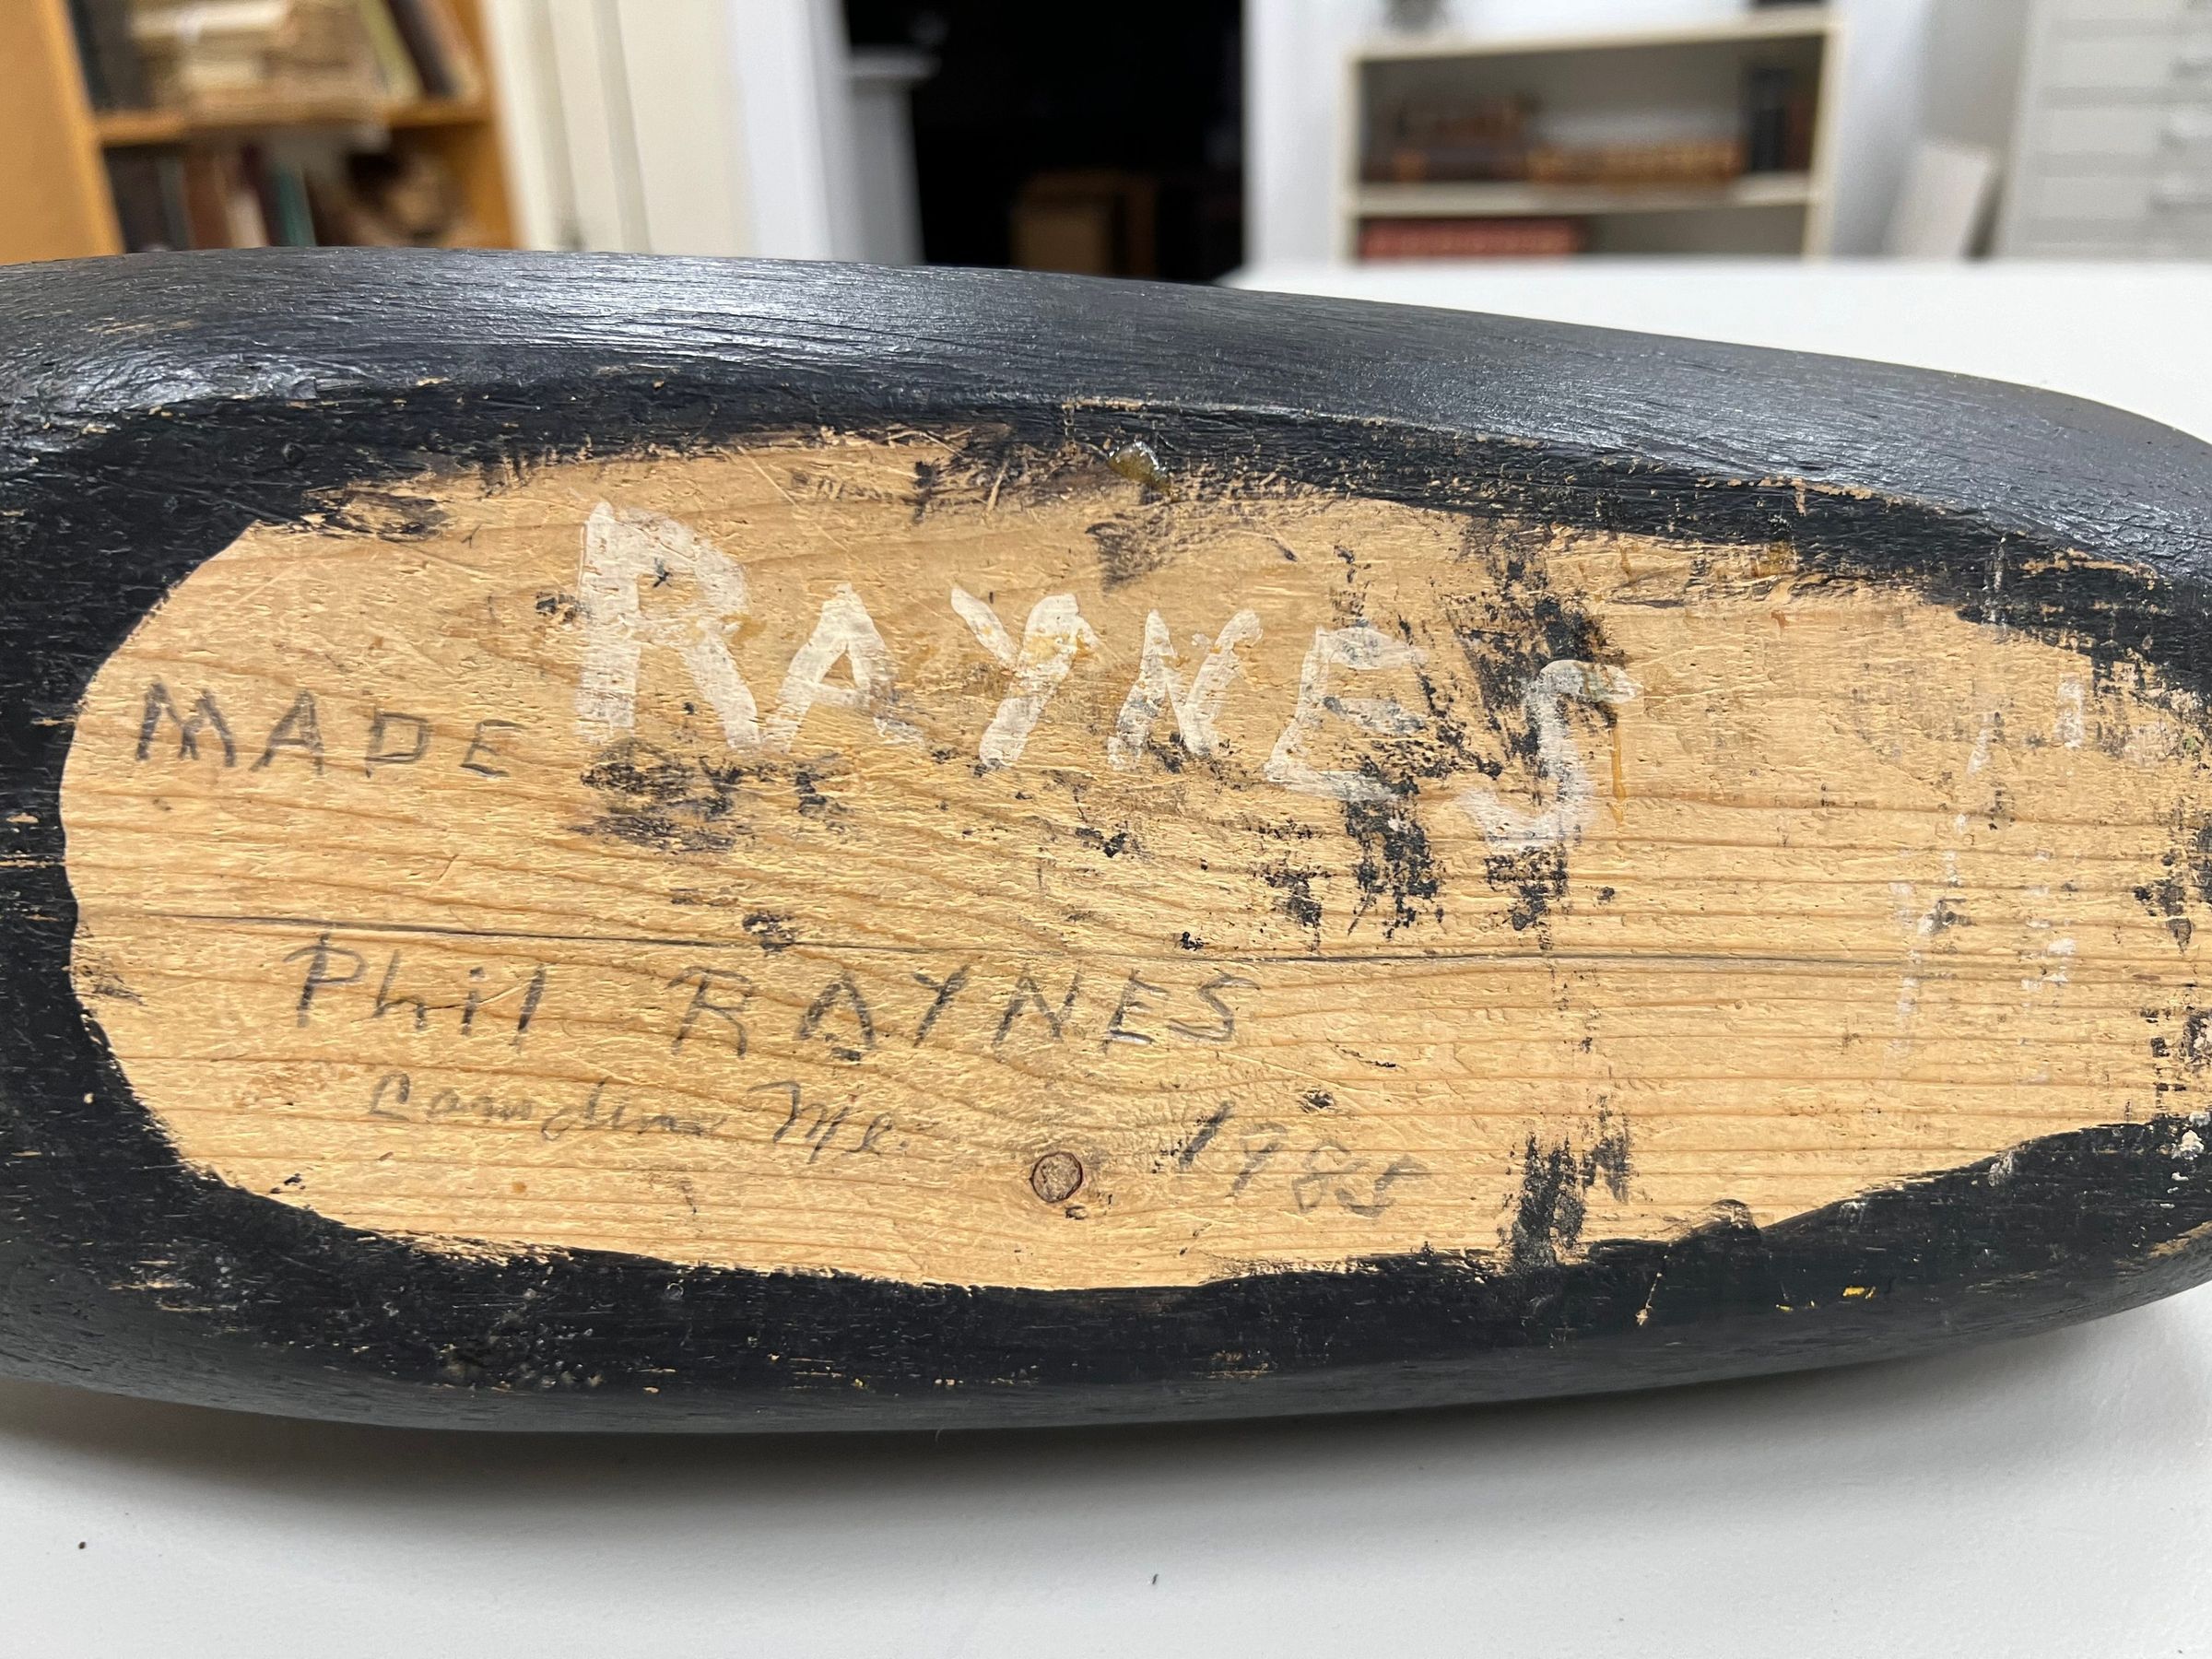 RAYNES
MADE
Phil RAYNES
Camden Me. 1985